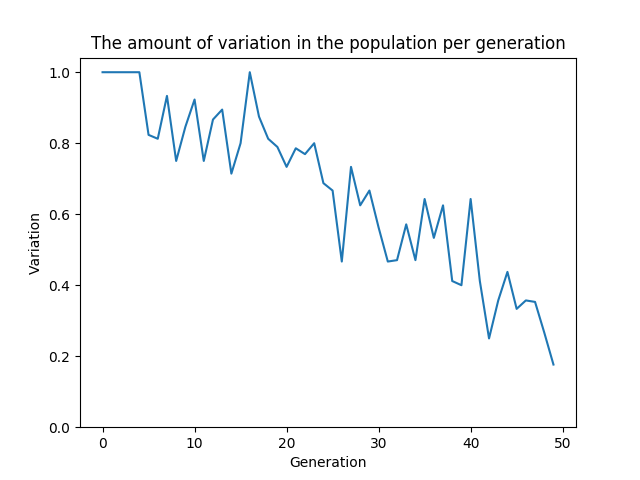 The amount of variation in the population per generation
1.0
0.8
0.6
0.4
0.2
0.0
Variation
0 10 20 30 40 50
Generation